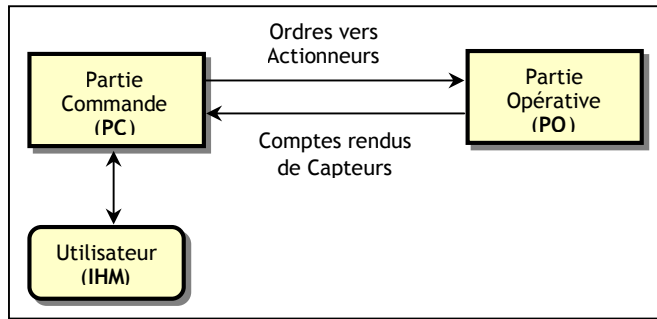 Ordres vers
Actionneurs
Partie
Commande
(PC)
Partie
Opérative
(PO)
Comptes rendus
de Capteurs
Utilisateur
(IHM)